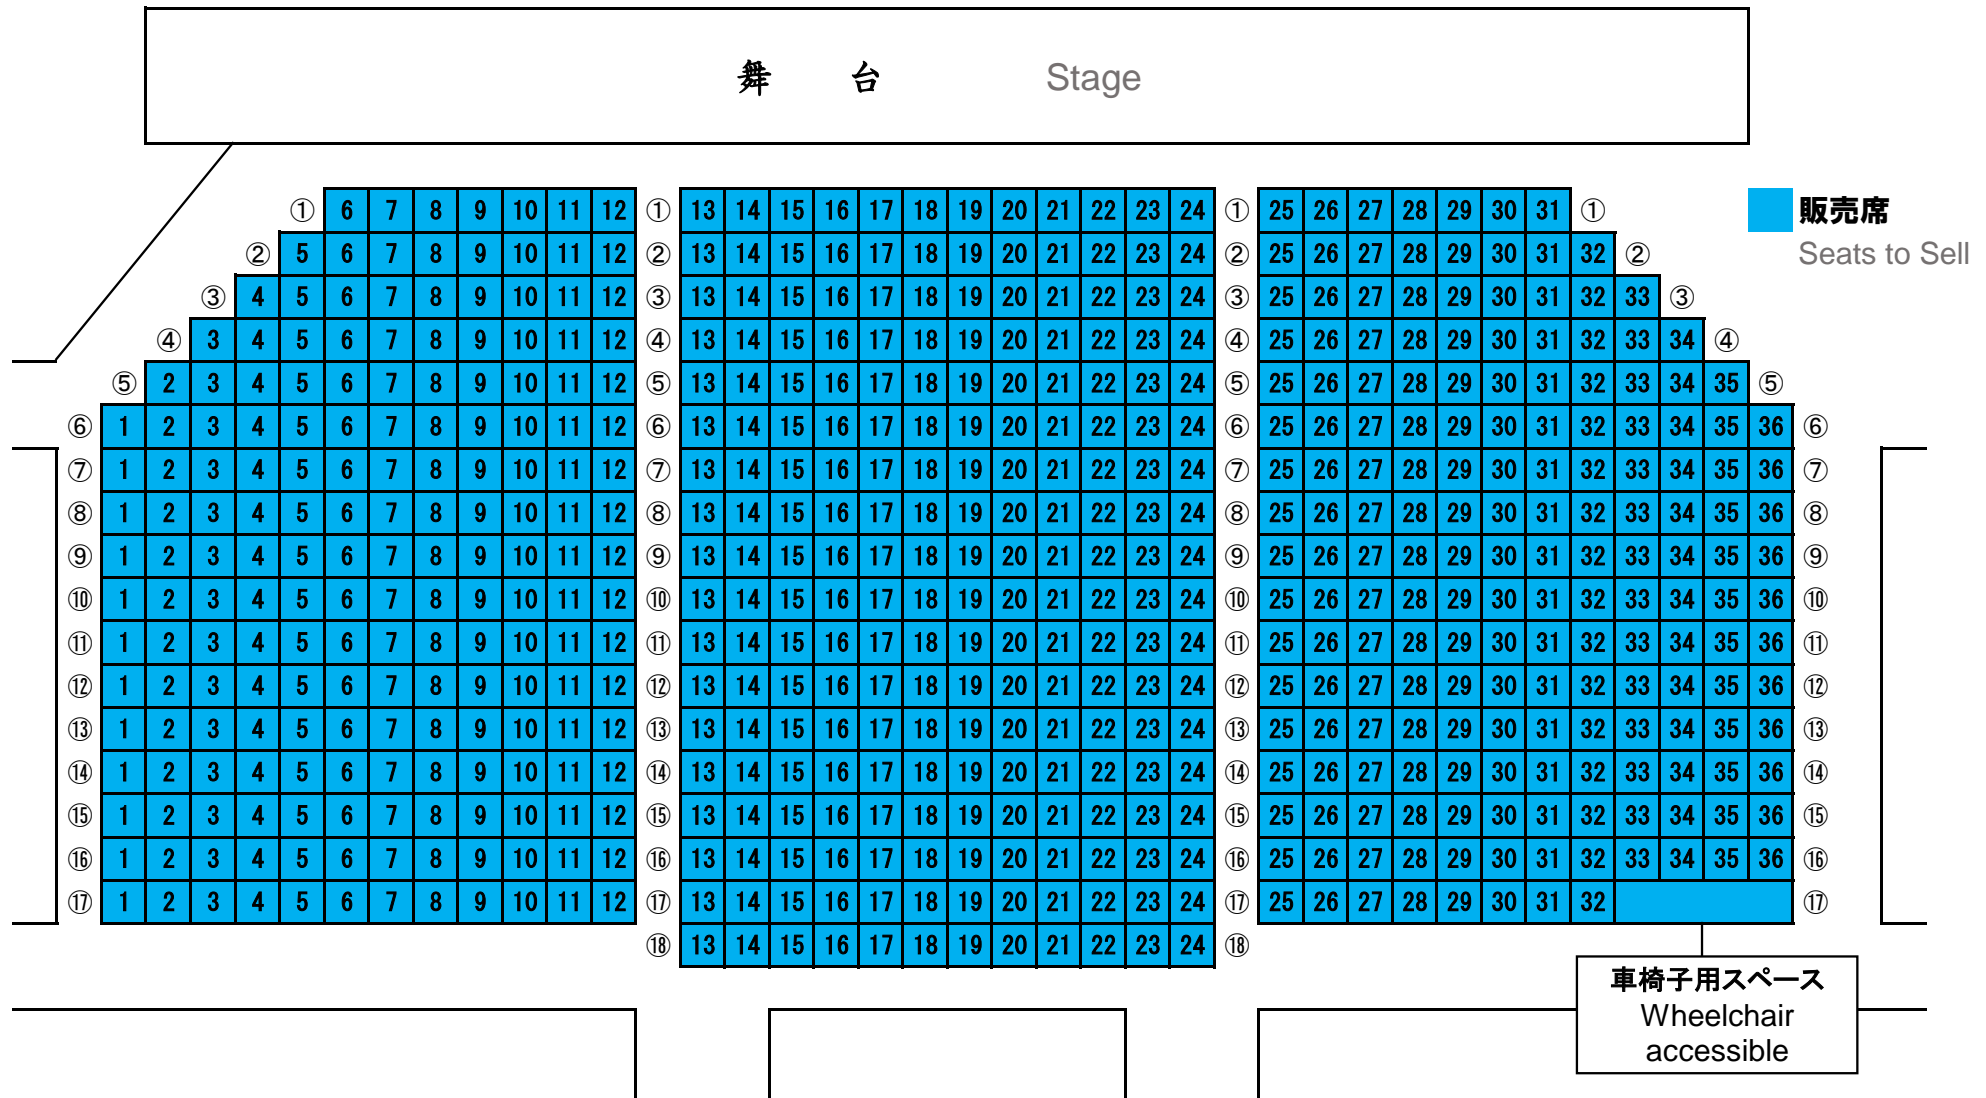 舞 台 Stage
① 6 7 8 9 10 11 12 ① 13 14 15 16 17 18 19 20 21 22 23 24 ① 25 26 27 28 29 30 31 ①
販売席
② 5 6 7 8 9 10 11 12 ② 13 14 15 16 17 18 19 20 21 22 23 24 ② 25 26 27 28 29 30 31 32 ②
Seats to Sell
③ 4 5 6 7 8 9 10 11 12 ③ 13 14 15 16 17 18 19 20 21 22 23 24 ③ 25 26 27 28 29 30 31 32 33 ③
④ 3 4 5 6 7 8 9 10 11 12 ④ 13 14 15 16 17 18 19 20 21 22 23 24 ④ 25 26 27 28 29 30 31 32 33 34 ④
⑤ 2 3 4 5 6 7 8 9 10 11 12 ⑤ 13 14 15 16 17 18 19 20 21 22 23 24 ⑤ 25 26 27 28 29 30 31 32 33 34 35 ⑤
⑥ 1 2 3 4 5 6 7 8 9 10 11 12 ⑥ 13 14 15 16 17 18 19 20 21 22 23 24 ⑥ 25 26 27 28 29 30 31 32 33 34 35 36 ⑥
⑦ 1 2 3 4 5 6 7 8 9 10 11 12 ⑦ 13 14 15 16 17 18 19 20 21 22 23 24 ⑦ 25 26 27 28 29 30 31 32 33 34 35 36 ⑦
⑧ 1 2 3 4 5 6 7 8 9 10 11 12 ⑧ 13 14 15 16 17 18 19 20 21 22 23 24 ⑧ 25 26 27 28 29 30 31 32 33 34 35 36 ⑧
⑨ 1 2 3 4 5 6 7 8 9 10 11 12 ⑨ 13 14 15 16 17 18 19 20 21 22 23 24 ⑨ 25 26 27 28 29 30 31 32 33 34 35 36 ⑨
⑩ 1 2 3 4 5 6 7 8 9 10 11 12 ⑩ 13 14 15 16 17 18 19 20 21 22 23 24 ⑩ 25 26 27 28 29 30 31 32 33 34 35 36 ⑩
⑪ 1 2 3 4 5 6 7 8 9 10 11 12 ⑪ 13 14 15 16 17 18 19 20 21 22 23 24 ⑪ 25 26 27 28 29 30 31 32 33 34 35 36 ⑪
⑫ 1 2 3 4 5 6 7 8 9 10 11 12 ⑫ 13 14 15 16 17 18 19 20 21 22 23 24 ⑫ 25 26 27 28 29 30 31 32 33 34 35 36 ⑫
⑬ 1 2 3 4 5 6 7 8 9 10 11 12 ⑬ 13 14 15 16 17 18 19 20 21 22 23 24 ⑬ 25 26 27 28 29 30 31 32 33 34 35 36 ⑬
⑭ 1 2 3 4 5 6 7 8 9 10 11 12 ⑭ 13 14 15 16 17 18 19 20 21 22 23 24 ⑭ 25 26 27 28 29 30 31 32 33 34 35 36 ⑭
⑮ 1 2 3 4 5 6 7 8 9 10 11 12 ⑮ 13 14 15 16 17 18 19 20 21 22 23 24 ⑮ 25 26 27 28 29 30 31 32 33 34 35 36 ⑮
⑯ 1 2 3 4 5 6 7 8 9 10 11 12 ⑯ 13 14 15 16 17 18 19 20 21 22 23 24 ⑯ 25 26 27 28 29 30 31 32 33 34 35 36 ⑯
⑰ 1 2 3 4 5 6 7 8 9 10 11 12 ⑰ 13 14 15 16 17 18 19 20 21 22 23 24 ⑰ 25 26 27 28 29 30 31 32 ⑰
⑱ 13 14 15 16 17 18 19 20 21 22 23 24 ⑱
車椅子用スペース
Wheelchair
accessible